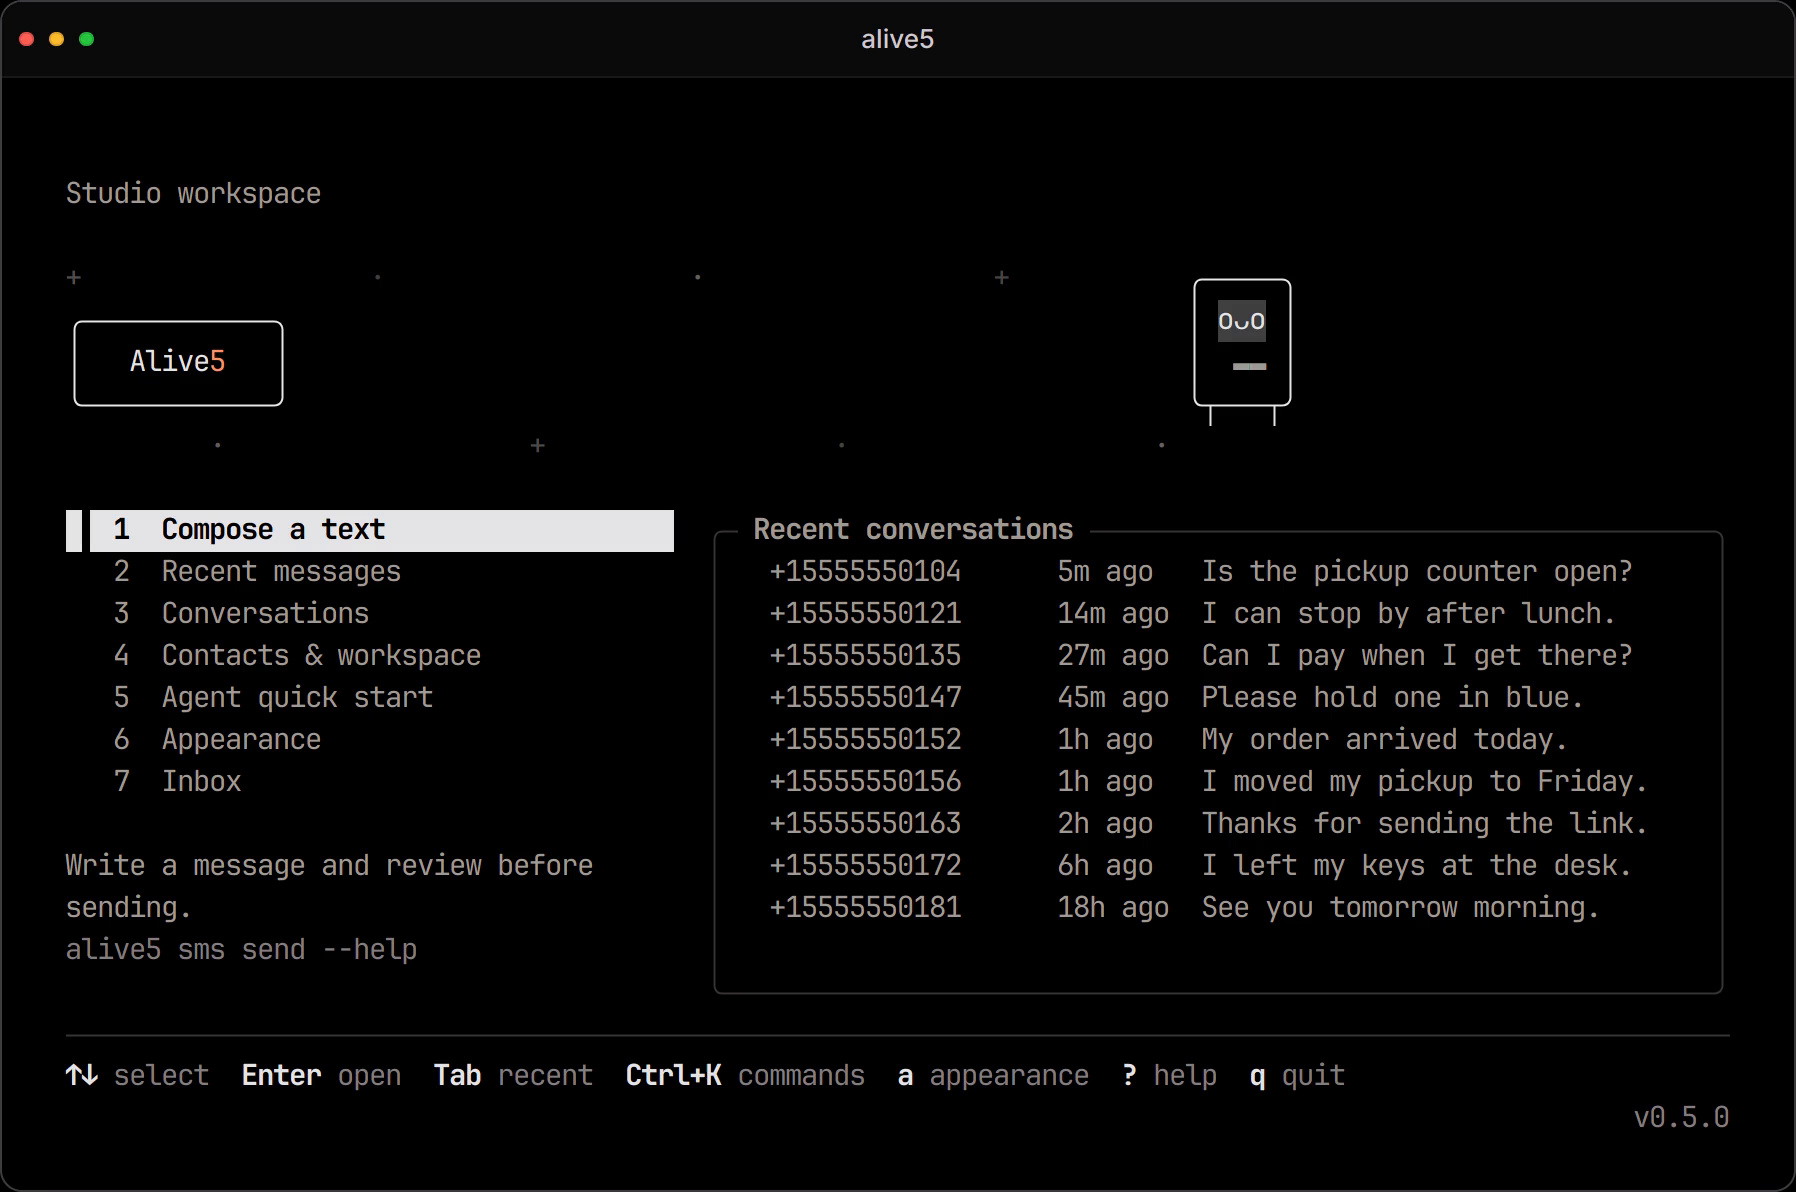 alive5
Studio workspace
Alive5
1 Compose a text
2 Recent messages
3 Conversations
4 Contacts & workspace
5 Agent quick start
6 Appearance
7 Inbox
Write a message and review before
sending.
alive5 sms send --help
Recent conversations
+15555550104 5m ago Is the pickup counter open?
+15555550121 14m ago I can stop by after lunch.
+15555550135 27m ago Can I pay when I get there?
+15555550147 45m ago Please hold one in blue.
+15555550152 1h ago My order arrived today.
+15555550156 1h ago I moved my pickup to Friday.
+15555550163 2h ago Thanks for sending the link.
+15555550172 6h ago I left my keys at the desk.
+15555550181 18h ago See you tomorrow morning.
↑↓ select Enter open Tab recent Ctrl+K commands a appearance ? help q quit
v0.5.0